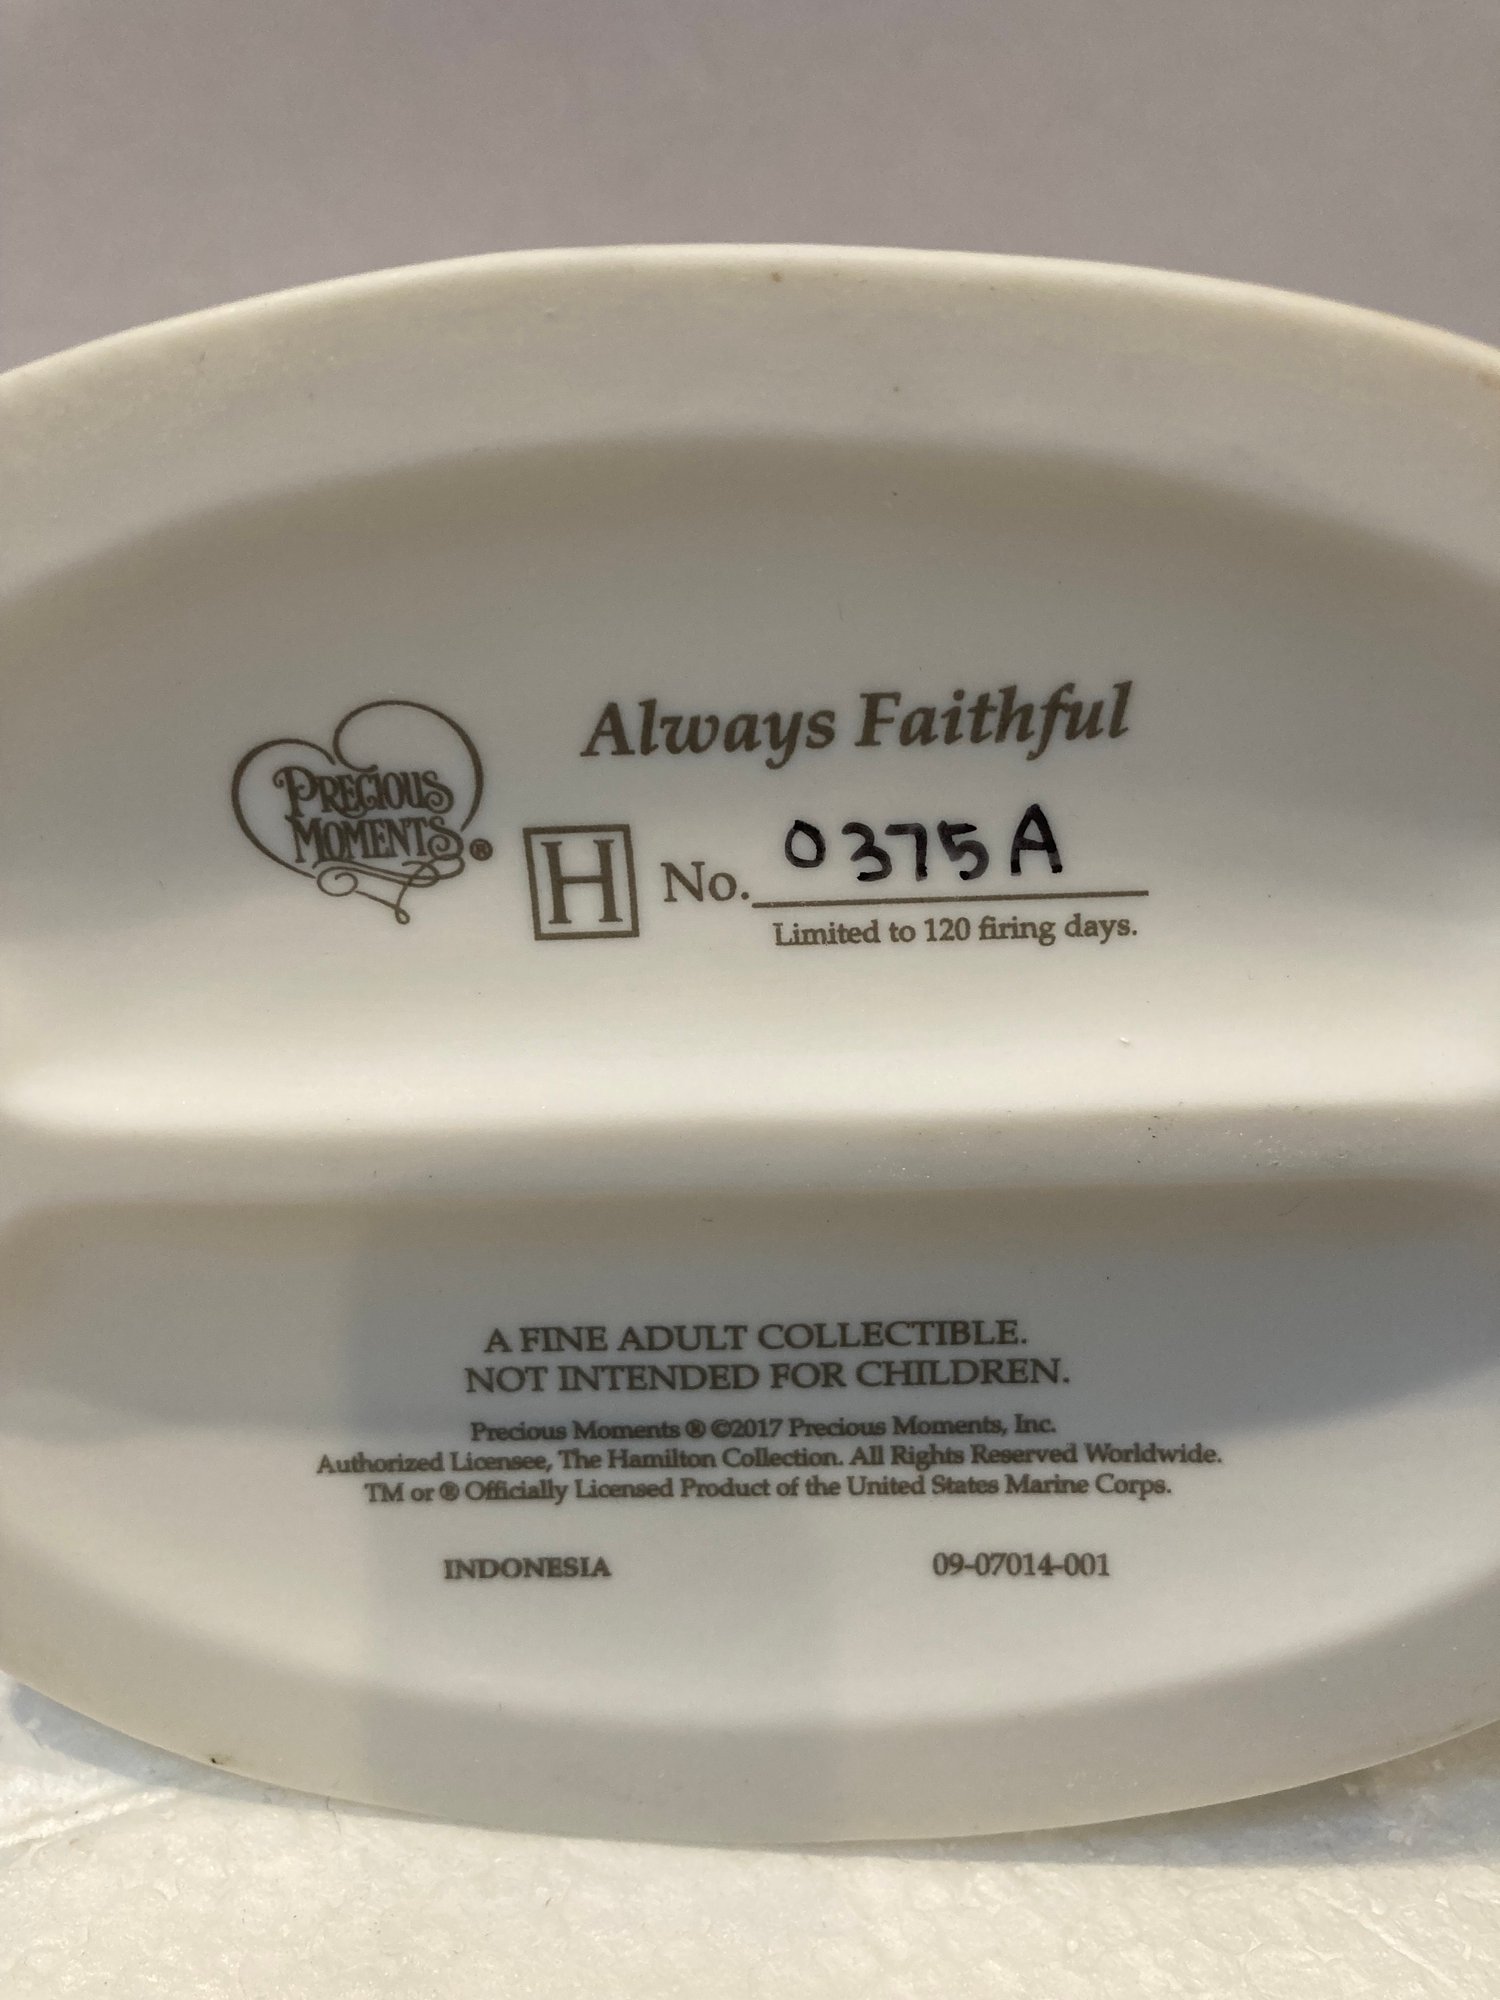 PRECIOUS
MOMENTS®
Always Faithful
H No. 0375A
Limited to 120 firing days.
A FINE ADULT COLLECTIBLE.
NOT INTENDED FOR CHILDREN.
Precious Moments ® ©2017 Precious Moments, Inc.
Authorized Licensee, The Hamilton Collection. All Rights Reserved Worldwide.
TM or ® Officially Licensed Product of the United States Marine Corps.
INDONESIA 09-07014-001